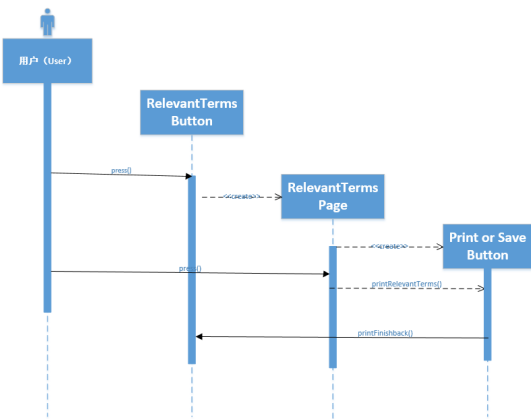 用户（User）
RelevantTerms
Button
press()
<<create>>
RelevantTerms
Page
<<create>>
Print or Save
Button
press()
printRelevantTerms()
printFinishback()